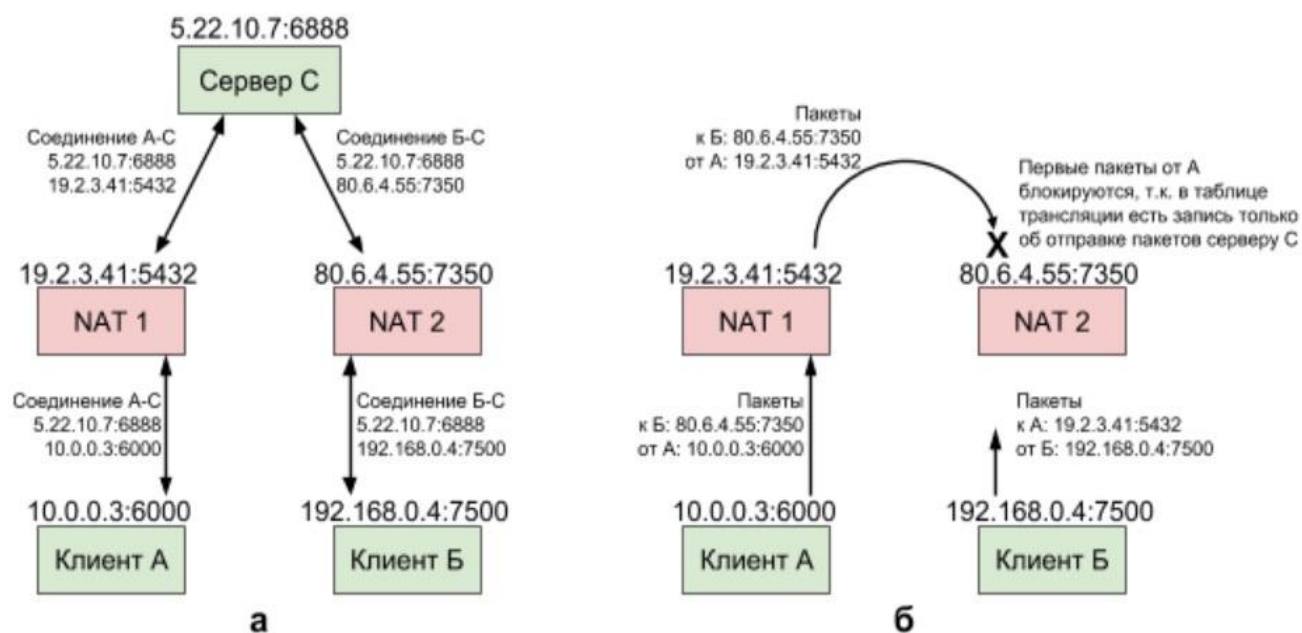 5.22.10.7:6888
Сервер С
Соединение А-С
5.22.10.7:6888
19.2.3.41:5432
Соединение Б-С
5.22.10.7:6888
80.6.4.55:7350
19.2.3.41:5432
80.6.4.55:7350
NAT 1
NAT 2
Соединение А-С
5.22.10.7:6888
10.0.0.3:6000
Соединение Б-С
5.22.10.7:6888
192.168.0.4:7500
10.0.0.3:6000
192.168.0.4:7500
Клиент А
Клиент Б
а
Пакеты
к Б: 80.6.4.55:7350
от А: 19.2.3.41:5432
Первые пакеты от А
блокируются, т.к. в таблице
трансляции есть запись только
об отправке пакетов серверу С
X
19.2.3.41:5432
80.6.4.55:7350
NAT 1
NAT 2
Пакеты
к Б: 80.6.4.55:7350
от А: 10.0.0.3:6000
Пакеты
к А: 19.2.3.41:5432
от Б: 192.168.0.4:7500
10.0.0.3:6000
192.168.0.4:7500
Клиент А
Клиент Б
б